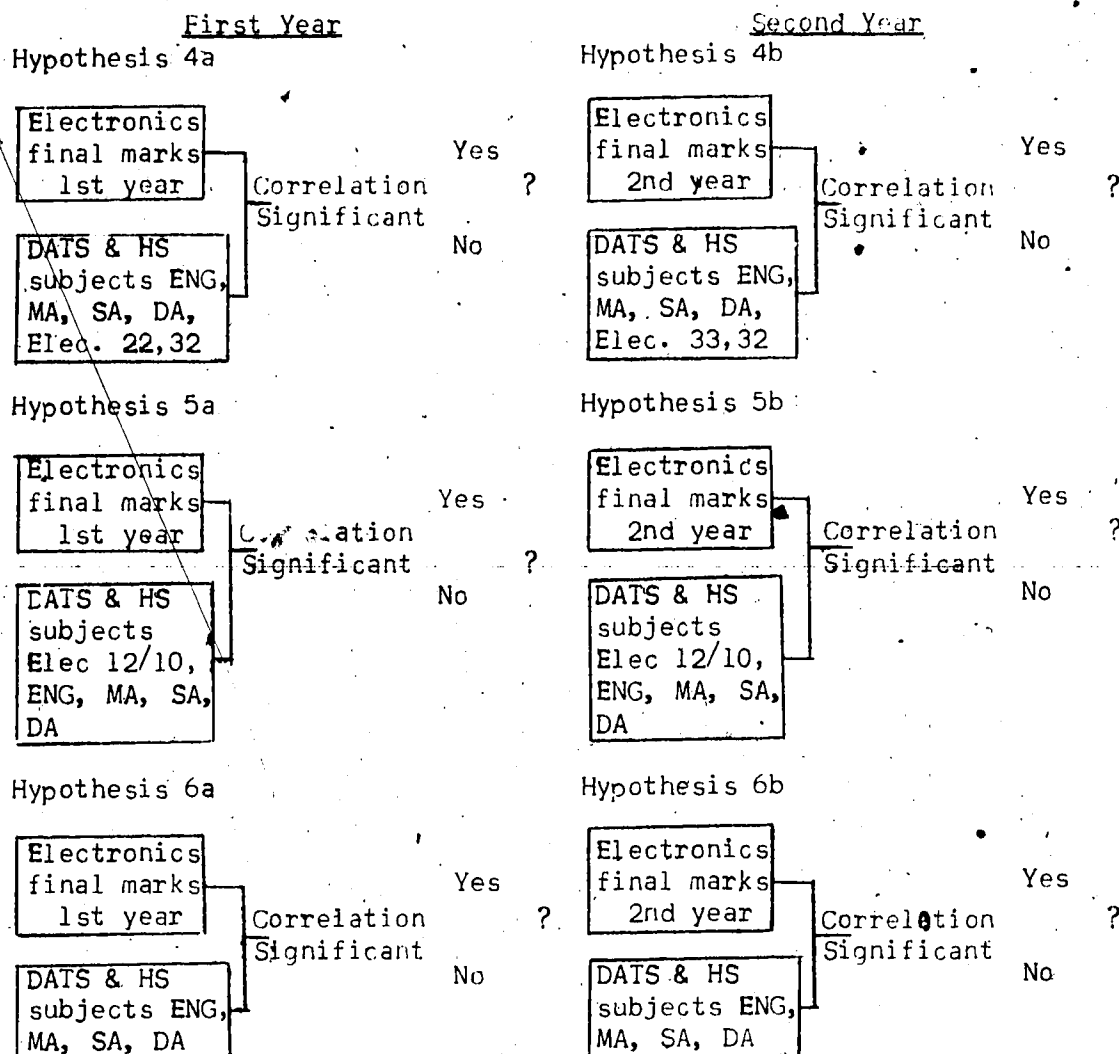 First Year
Hypothesis 4a
Electronics
final marks
1st year
Yes
Correlation
Significant
?
No
DATS & HS
subjects ENG,
MA, SA, DA,
Elec. 22,32
Hypothesis 5a
Electronics
final marks
1st year
Yes
Significant
?
No
DATS & HS
subjects
Elec 12/10,
ENG, MA, SA,
DA
Hypothesis 6a
Electronics
final marks
1st year
Yes
Correlation
Significant
?
No
DATS & HS
subjects ENG,
MA, SA, DA
Second Year
Hypothesis 4b
Electronics
final marks
2nd year
Yes
Correlation
Significant
?
No
DATS & HS
subjects ENG,
MA, SA, DA,
Elec. 33,32
Hypothesis 5b
Electronics
final marks
2nd year
Yes
Correlation
Significant
?
No
DATS & HS
subjects
Elec 12/10,
ENG, MA, SA,
DA
Hypothesis 6b
Electronics
final marks
2nd year
Yes
Correlation
Significant
?
No
DATS & HS
subjects ENG,
MA, SA, DA